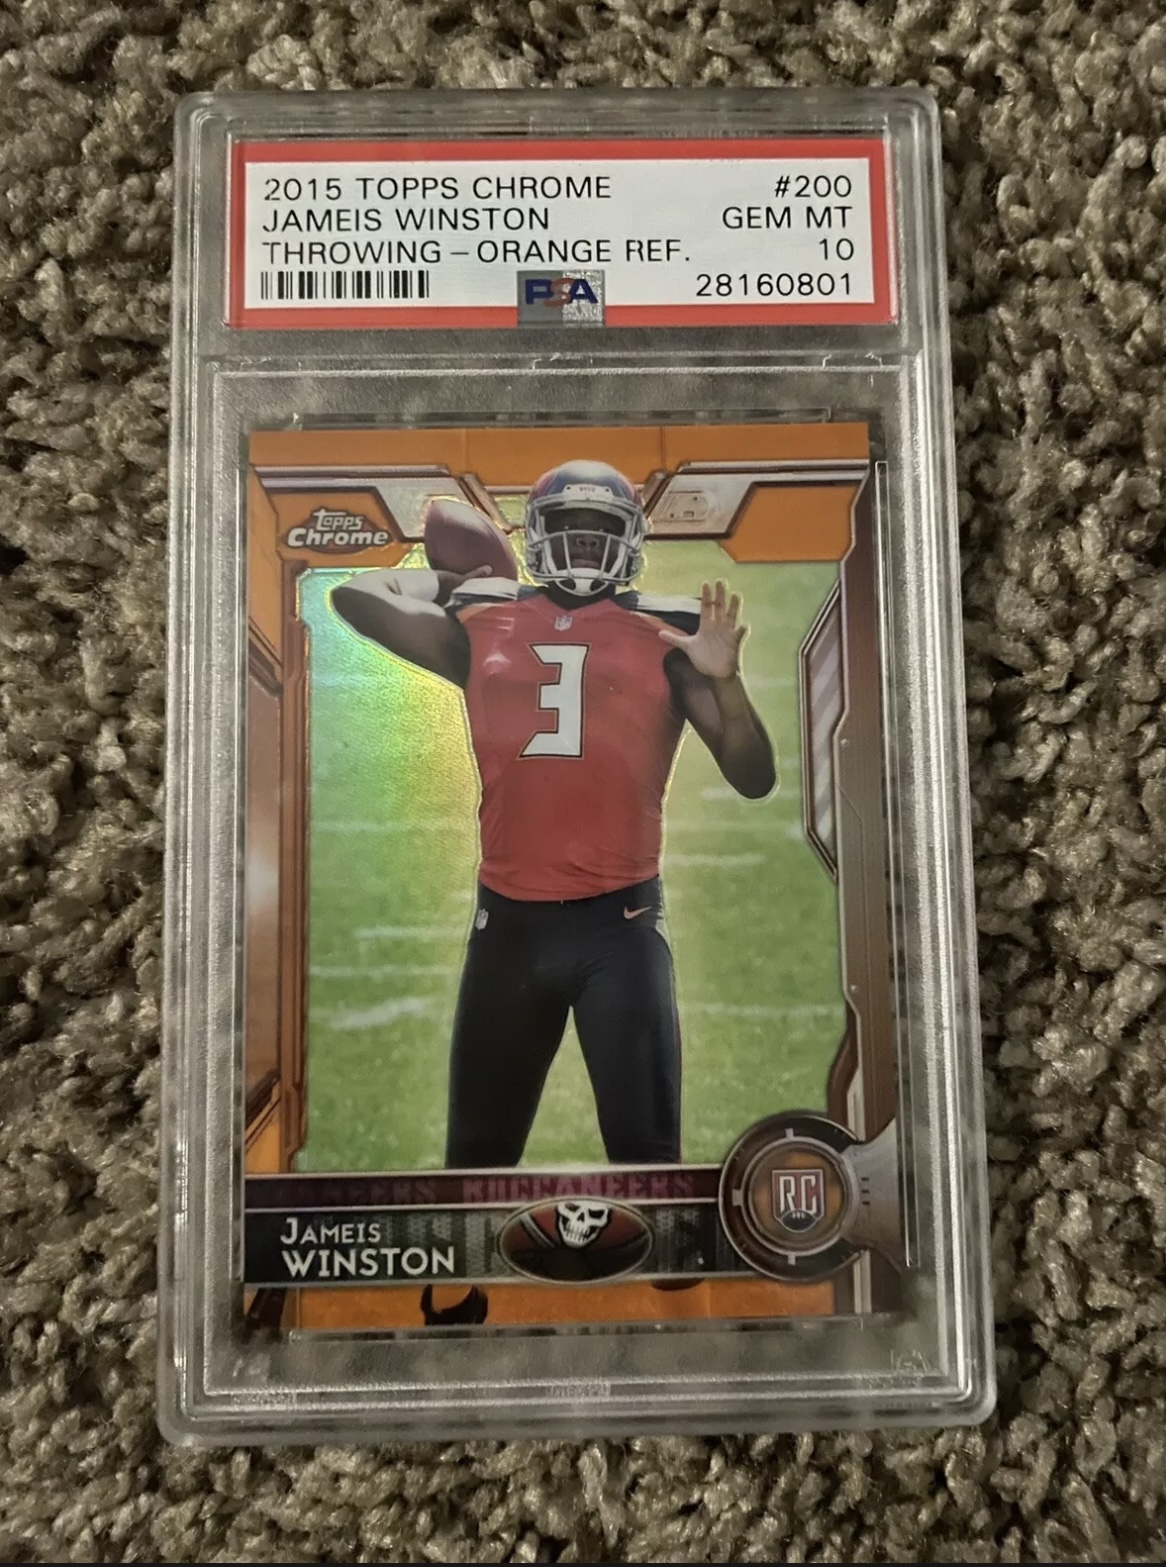 2015 TOPPS CHROME #200
JAMEIS WINSTON GEM MT
THROWING-ORANGE REF. 10
PSA 28160801
Topps
Chrome
3
BUCCANEERS
JAMEIS
WINSTON
RC